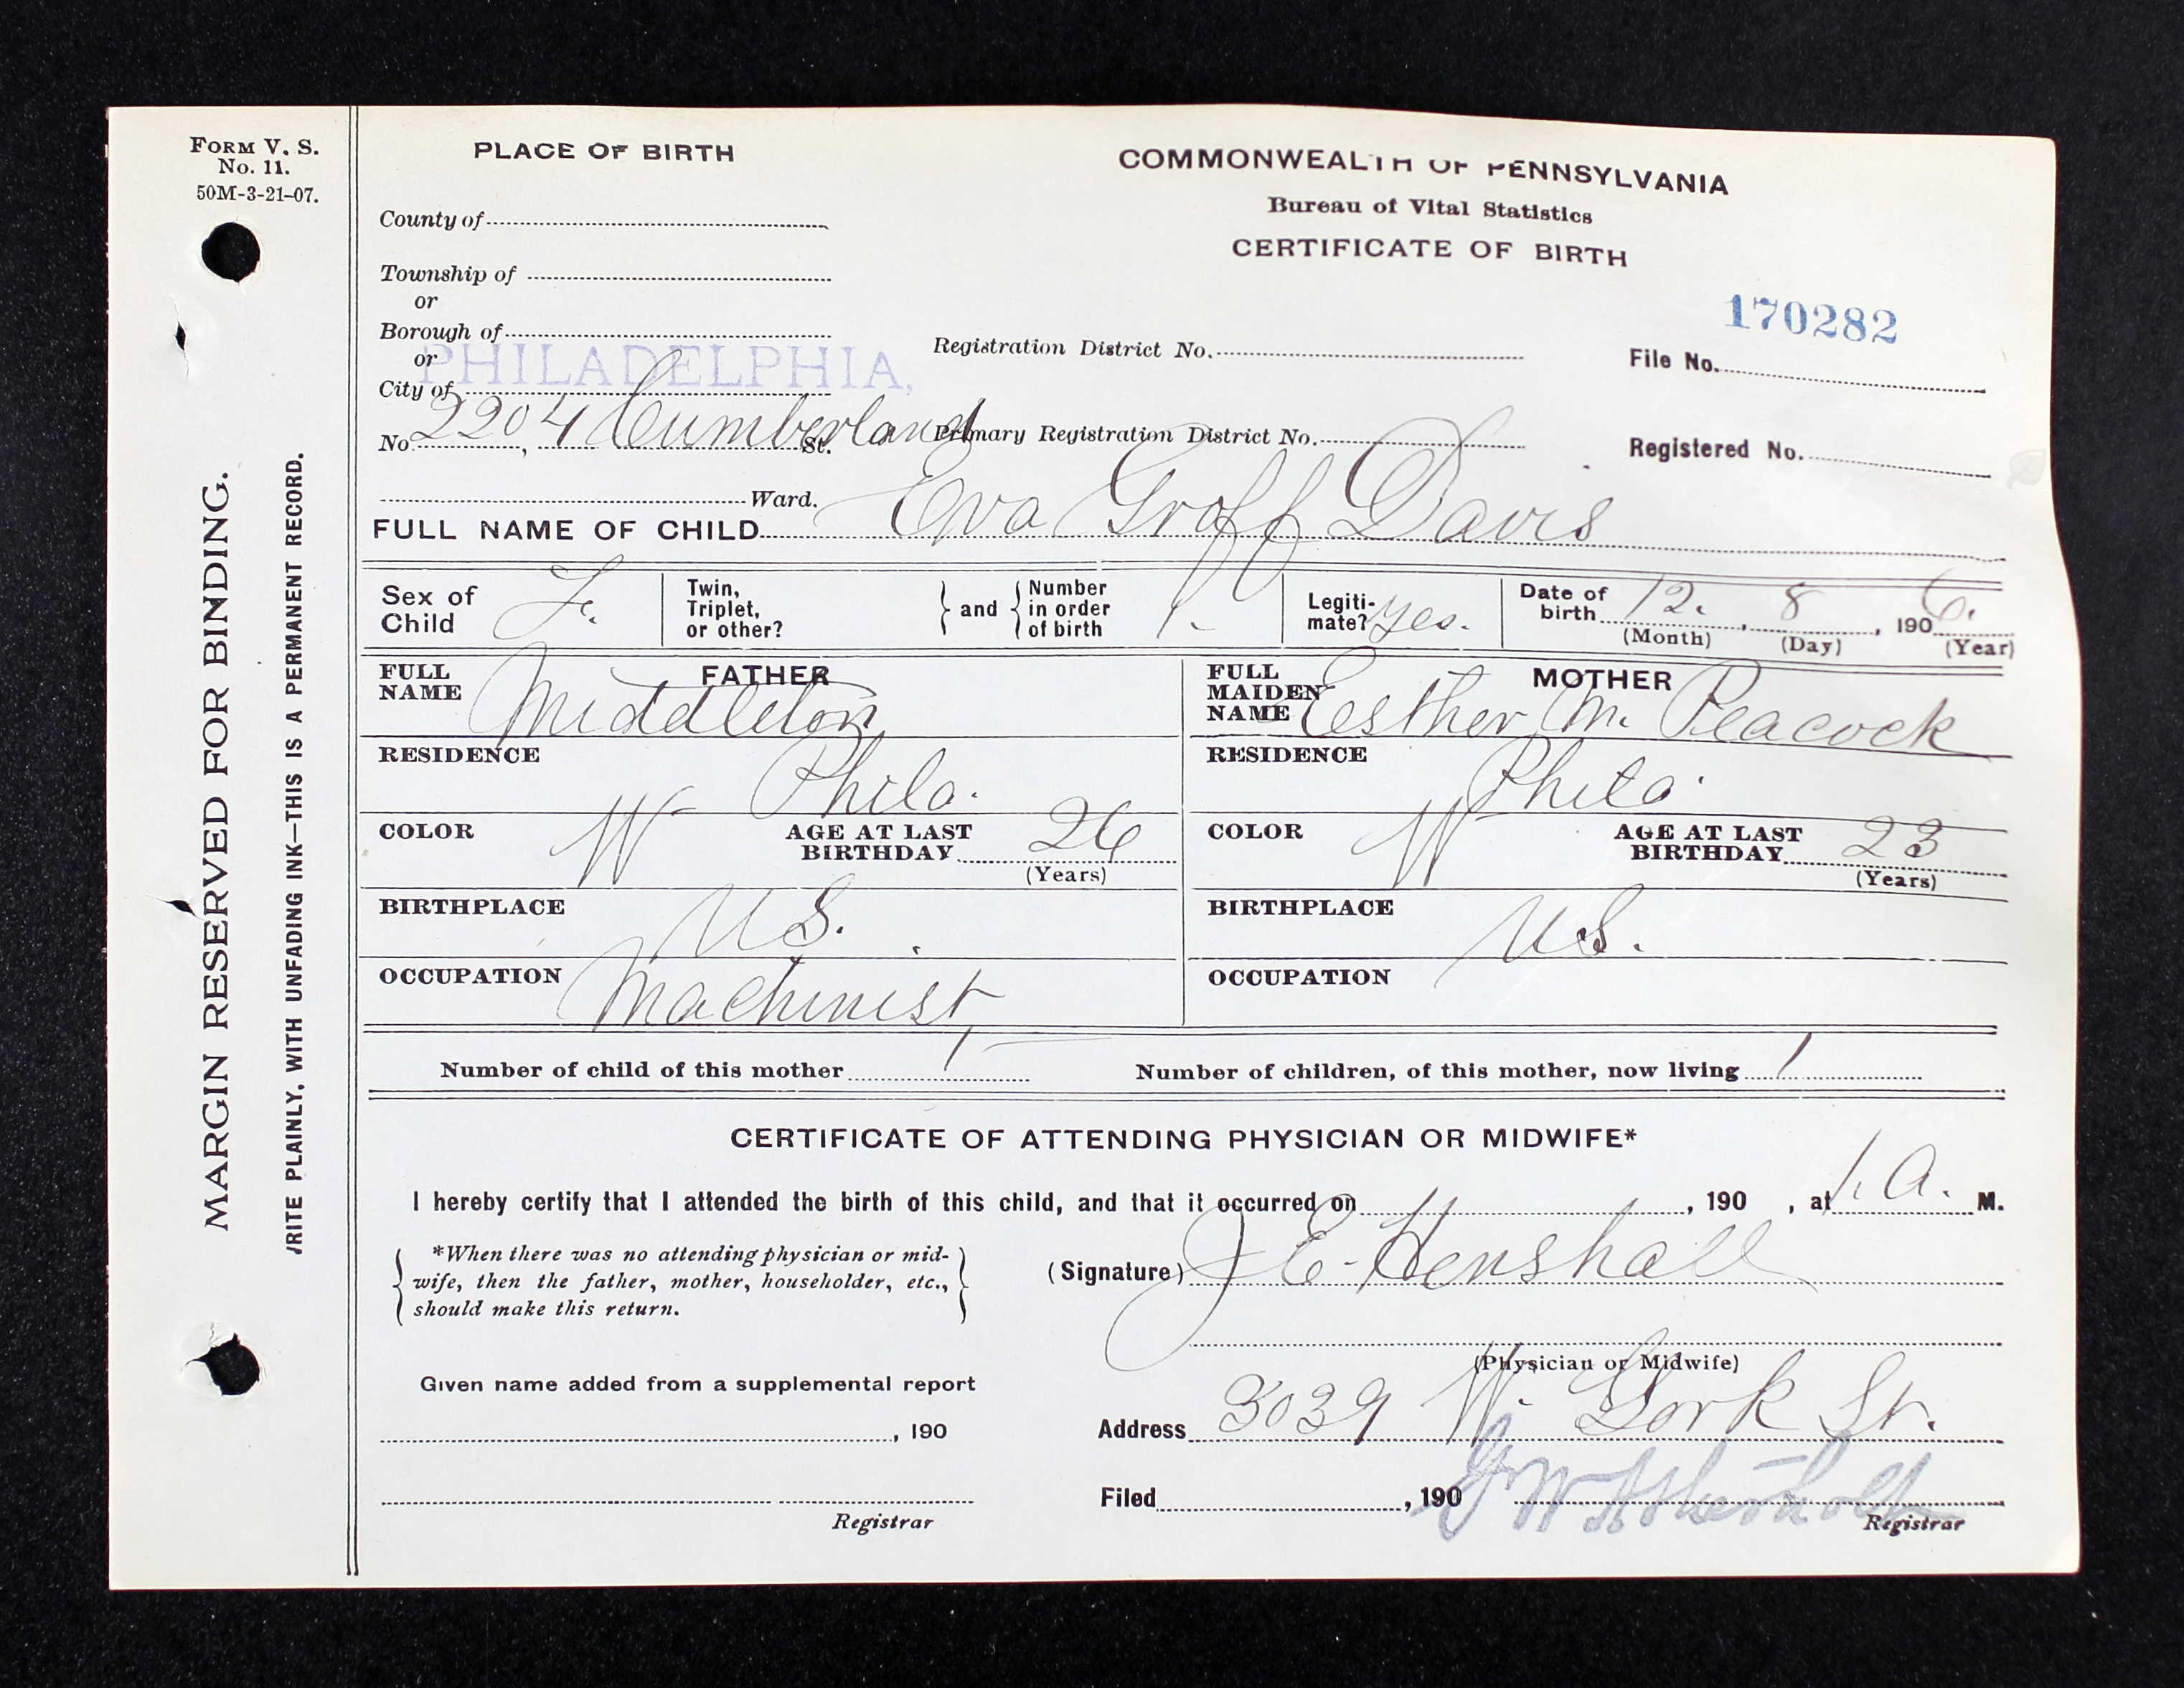 FORM V. S.
No. 11.
50M-3-21-07.
MARGIN RESERVED FOR BINDING.
RITE PLAINLY, WITH UNFADING INK—THIS IS A PERMANENT RECORD.
PLACE OF BIRTH
County of
Township of
or
Borough of
or
City of PHILADELPHIA,
No. 2204 Cumberland St.
Ward.
COMMONWEALTH OF PENNSYLVANIA
Bureau of Vital Statistics
CERTIFICATE OF BIRTH
170282
Registration District No. File No.
Primary Registration District No. Registered No.
FULL NAME OF CHILD Eva Groff Davis
Sex of Child F. Twin, Triplet, or other? and Number in order of birth 1. Legiti-mate? yes. Date of birth 12. , 8 , 1906. (Month) (Day) (Year)
FATHER
FULL NAME Middleton
RESIDENCE Phila.
COLOR W AGE AT LAST BIRTHDAY 26 (Years)
BIRTHPLACE U S.
OCCUPATION Machinist
MOTHER
FULL MAIDEN NAME Esther M. Peacock
RESIDENCE Phila.
COLOR W AGE AT LAST BIRTHDAY 23 (Years)
BIRTHPLACE U.S.
OCCUPATION
Number of child of this mother 1 Number of children, of this mother, now living 1
CERTIFICATE OF ATTENDING PHYSICIAN OR MIDWIFE*
I hereby certify that I attended the birth of this child, and that it occurred on , 190 , at 1. A. M.
*When there was no attending physician or mid-
wife, then the father, mother, householder, etc.,
should make this return.
(Signature) J E. Henshall
(Physician or Midwife)
Given name added from a supplemental report
, 190
Registrar
Address 3039 W. York St.
Filed , 190
Registrar